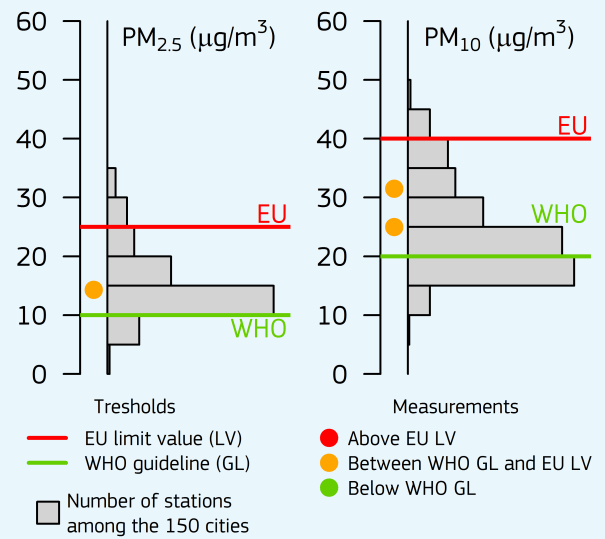 PM2.5 (μg/m³)
60
50
40
30
20
10
0
EU
WHO
PM10 (μg/m³)
60
50
40
30
20
10
0
EU
WHO
Tresholds
EU limit value (LV)
WHO guideline (GL)
Number of stations
among the 150 cities
Measurements
Above EU LV
Between WHO GL and EU LV
Below WHO GL